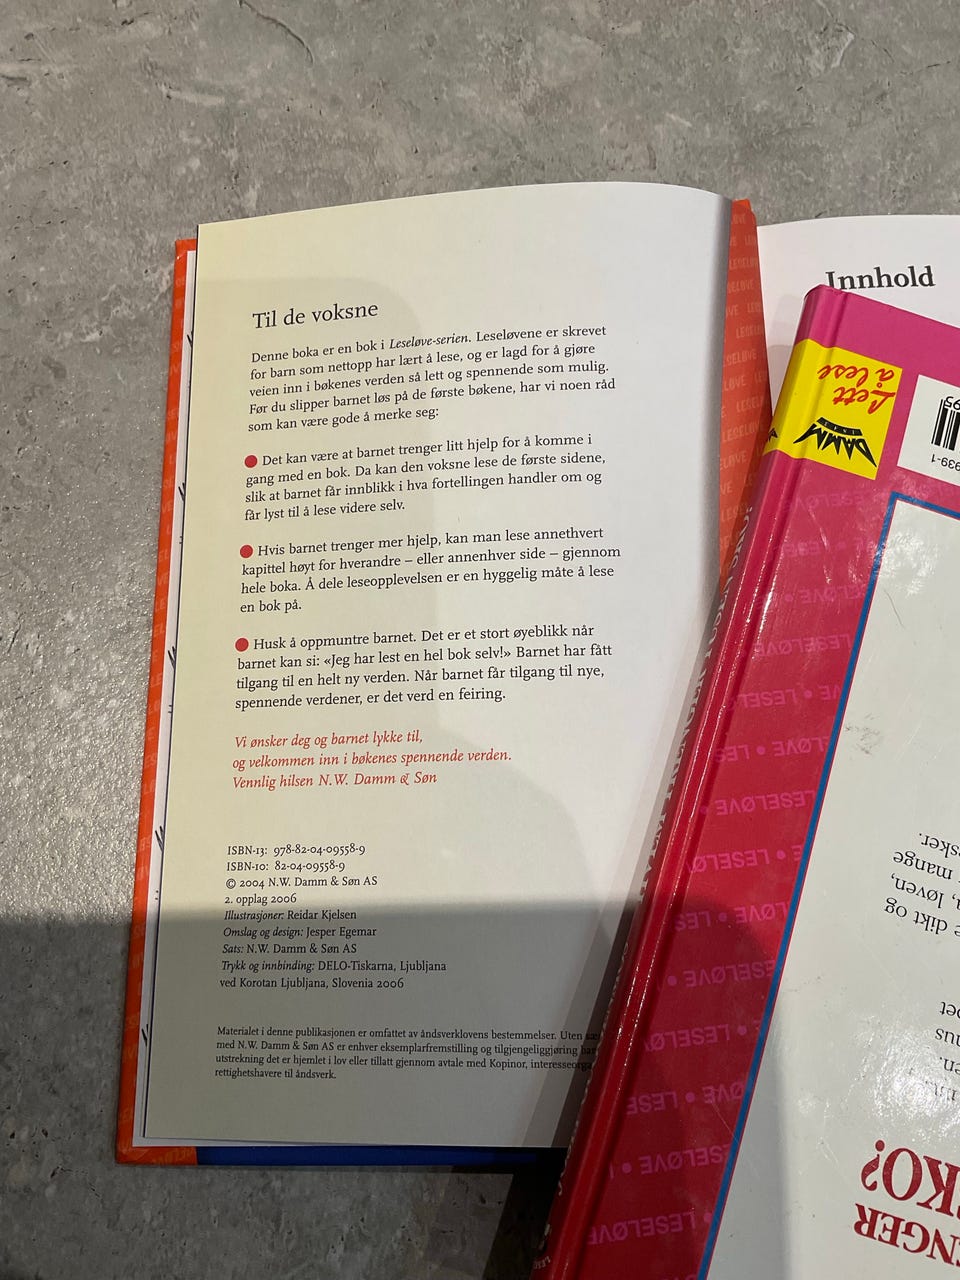 Til de voksne
Denne boka er en bok i Leseløve-serien. Leseløvene er skrevet
for barn som nettopp har lært å lese, og er lagd for å gjøre
veien inn i bøkenes verden så lett og spennende som mulig.
Før du slipper barnet løs på de første bøkene, har vi noen råd
som kan være gode å merke seg:
● Det kan være at barnet trenger litt hjelp for å komme i
gang med en bok. Da kan den voksne lese de første sidene,
slik at barnet får innblikk i hva fortellingen handler om og
får lyst til å lese videre selv.
● Hvis barnet trenger mer hjelp, kan man lese annethvert
kapittel høyt for hverandre – eller annenhver side – gjennom
hele boka. Å dele leseopplevelsen er en hyggelig måte å lese
en bok på.
● Husk å oppmuntre barnet. Det er et stort øyeblikk når
barnet kan si: «Jeg har lest en hel bok selv!» Barnet har fått
tilgang til en helt ny verden. Når barnet får tilgang til nye,
spennende verdener, er det verd en feiring.
Vi ønsker deg og barnet lykke til,
og velkommen inn i bøkenes spennende verden.
Vennlig hilsen N.W. Damm & Søn
ISBN-13: 978-82-04-09558-9
ISBN-10: 82-04-09558-9
© 2004 N.W. Damm & Søn AS
2. opplag 2006
Illustrasjoner: Reidar Kjelsen
Omslag og design: Jesper Egemar
Sats: N.W. Damm & Søn AS
Trykk og innbinding: DELO-Tiskarna, Ljubljana
ved Korotan Ljubljana, Slovenia 2006
Materialet i denne publikasjonen er omfattet av åndsverklovens bestemmelser. Uten
med N.W. Damm & Søn AS er enhver eksemplarfremstilling og tilgjengeliggjøring
utstrekning det er hjemlet i lov eller tillatt gjennom avtale med Kopinor,
rettighetshavere til åndsverk.
Innhold
Lett
å lese
DAMM
939-1
LESELØVE • LESELØVE
mange
løven,
dikt og